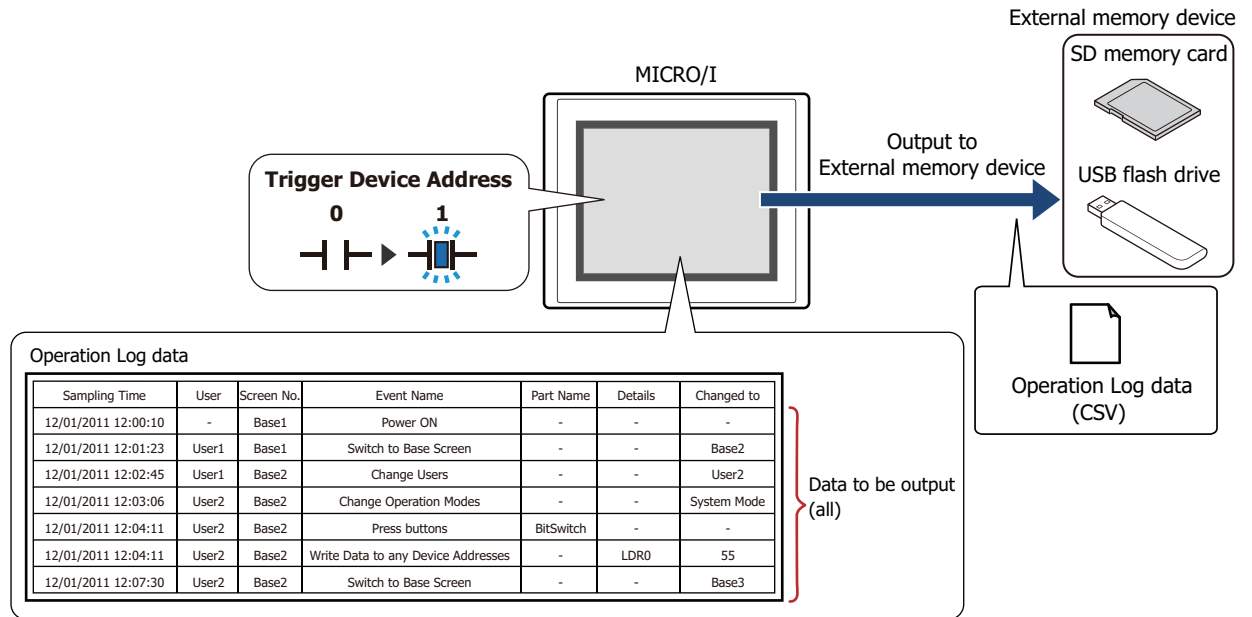 External memory device
SD memory card
USB flash drive
MICRO/I
Output to
External memory device
Trigger Device Address
0 1
Operation Log data
(CSV)
Operation Log data
Sampling Time User Screen No. Event Name Part Name Details Changed to
12/01/2011 12:00:10 - Base1 Power ON - - -
12/01/2011 12:01:23 User1 Base1 Switch to Base Screen - - Base2
12/01/2011 12:02:45 User1 Base2 Change Users - - User2
12/01/2011 12:03:06 User2 Base2 Change Operation Modes - - System Mode
12/01/2011 12:04:11 User2 Base2 Press buttons BitSwitch - -
12/01/2011 12:04:11 User2 Base2 Write Data to any Device Addresses - LDR0 55
12/01/2011 12:07:30 User2 Base2 Switch to Base Screen - - Base3
Data to be output
(all)